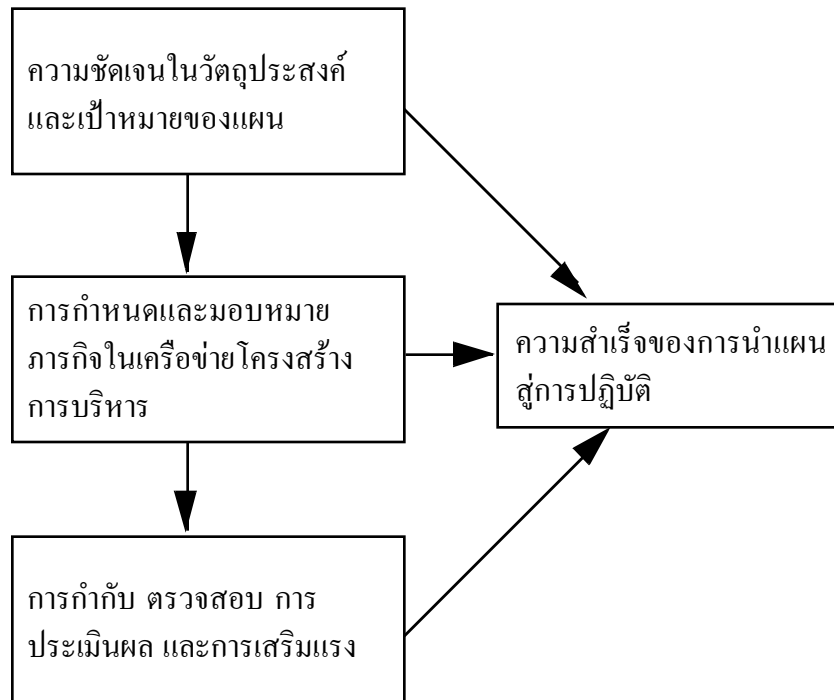 ความชัดเจนในวัตถุประสงค์
และเป้าหมายของแผน
การกำหนดและมอบหมาย
ภารกิจในเครือข่ายโครงสร้าง
การบริหาร
ความสำเร็จของการนำแผน
สู่การปฏิบัติ
การกำกับ ตรวจสอบ การ
ประเมินผล และการเสริมแรง